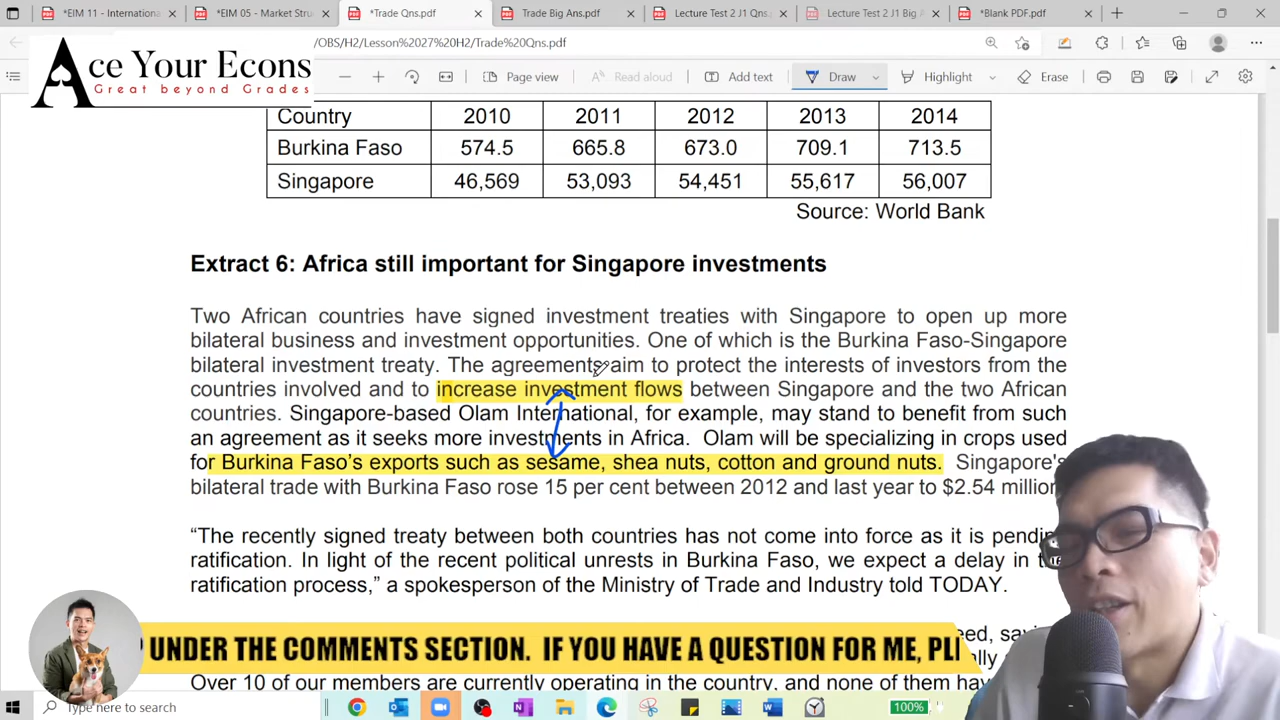 *EIM 11 - Internationa
*EIM 05 - Market Stru
*Trade Qns.pdf
Trade Big Ans.pdf
Lecture Test 2 J1 Qns.p
Lecture Test 2 J1 Big A
*Blank PDF.pdf
/OBS/H2/Lesson%2027%20H2/Trade%20Qns.pdf
Ace Your Econs
Great beyond Grades
Page view
Read aloud
Add text
Draw
Highlight
Erase
Country 2010 2011 2012 2013 2014
Burkina Faso 574.5 665.8 673.0 709.1 713.5
Singapore 46,569 53,093 54,451 55,617 56,007
Source: World Bank
Extract 6: Africa still important for Singapore investments
Two African countries have signed investment treaties with Singapore to open up more
bilateral business and investment opportunities. One of which is the Burkina Faso-Singapore
bilateral investment treaty. The agreements aim to protect the interests of investors from the
countries involved and to increase investment flows between Singapore and the two African
countries. Singapore-based Olam International, for example, may stand to benefit from such
an agreement as it seeks more investments in Africa. Olam will be specializing in crops used
for Burkina Faso's exports such as sesame, shea nuts, cotton and ground nuts. Singapore's
bilateral trade with Burkina Faso rose 15 per cent between 2012 and last year to $2.54 million
“The recently signed treaty between both countries has not come into force as it is pending
ratification. In light of the recent political unrests in Burkina Faso, we expect a delay in the
ratification process,” a spokesperson of the Ministry of Trade and Industry told TODAY.
UNDER THE COMMENTS SECTION. IF YOU HAVE A QUESTION FOR ME, PL
Over 10 of our members are currently operating in the country, and none of them have
Type here to search
100%